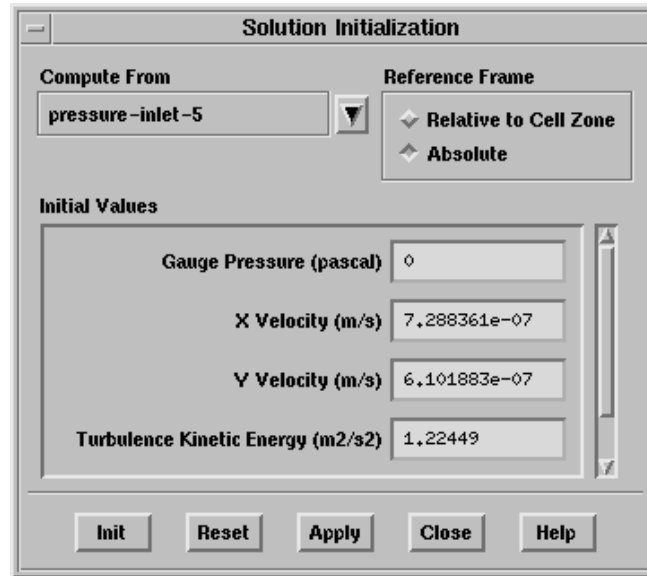 Solution Initialization
Compute From
Reference Frame
pressure-inlet-5
Relative to Cell Zone
Absolute
Initial Values
Gauge Pressure (pascal) 0
X Velocity (m/s) 7.288361e-07
Y Velocity (m/s) 6.101883e-07
Turbulence Kinetic Energy (m2/s2) 1.22449
Init Reset Apply Close Help